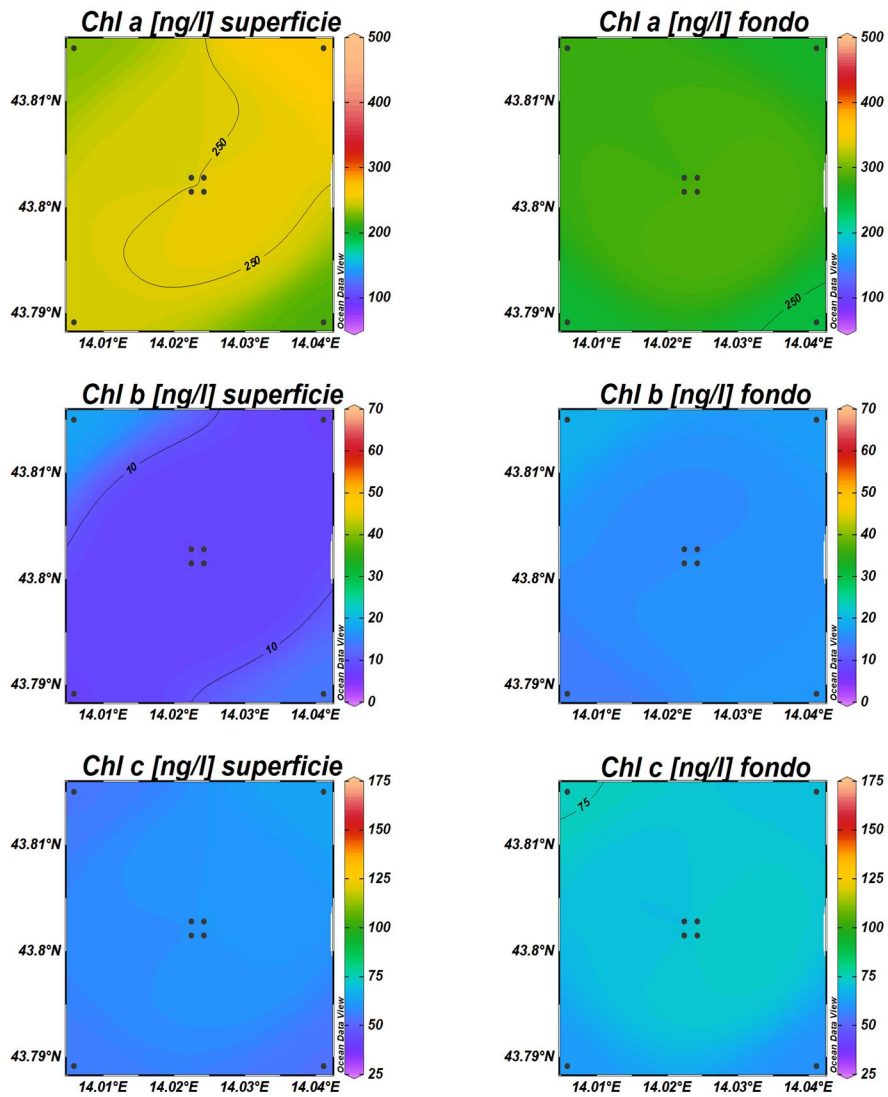 Chl a [ng/l] superficie
Chl a [ng/l] fondo
43.81°N
43.8°N
43.79°N
14.01°E 14.02°E 14.03°E 14.04°E
250
250
500
400
300
200
100
Ocean Data View
43.81°N
43.8°N
43.79°N
14.01°E 14.02°E 14.03°E 14.04°E
250
500
400
300
200
100
Ocean Data View
Chl b [ng/l] superficie
Chl b [ng/l] fondo
43.81°N
43.8°N
43.79°N
14.01°E 14.02°E 14.03°E 14.04°E
10
10
70
60
50
40
30
20
10
0
Ocean Data View
43.81°N
43.8°N
43.79°N
14.01°E 14.02°E 14.03°E 14.04°E
70
60
50
40
30
20
10
0
Ocean Data View
Chl c [ng/l] superficie
Chl c [ng/l] fondo
43.81°N
43.8°N
43.79°N
14.01°E 14.02°E 14.03°E 14.04°E
175
150
125
100
75
50
25
Ocean Data View
43.81°N
43.8°N
43.79°N
14.01°E 14.02°E 14.03°E 14.04°E
75
175
150
125
100
75
50
25
Ocean Data View